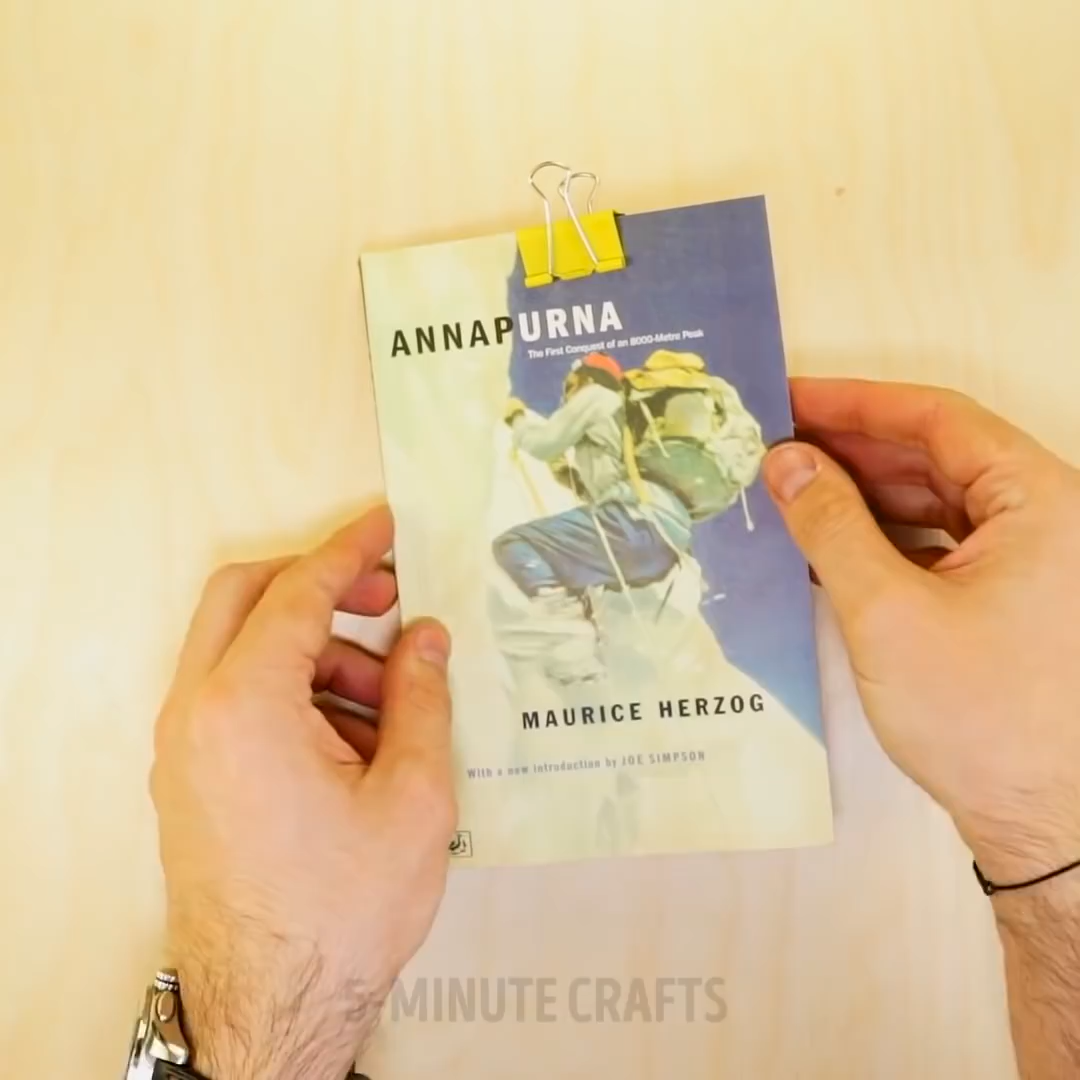 ANNAPURNA
The First Conquest of an 8000-Metre Peak
MAURICE HERZOG
With a new introduction by JOE SIMPSON
5-MINUTE CRAFTS